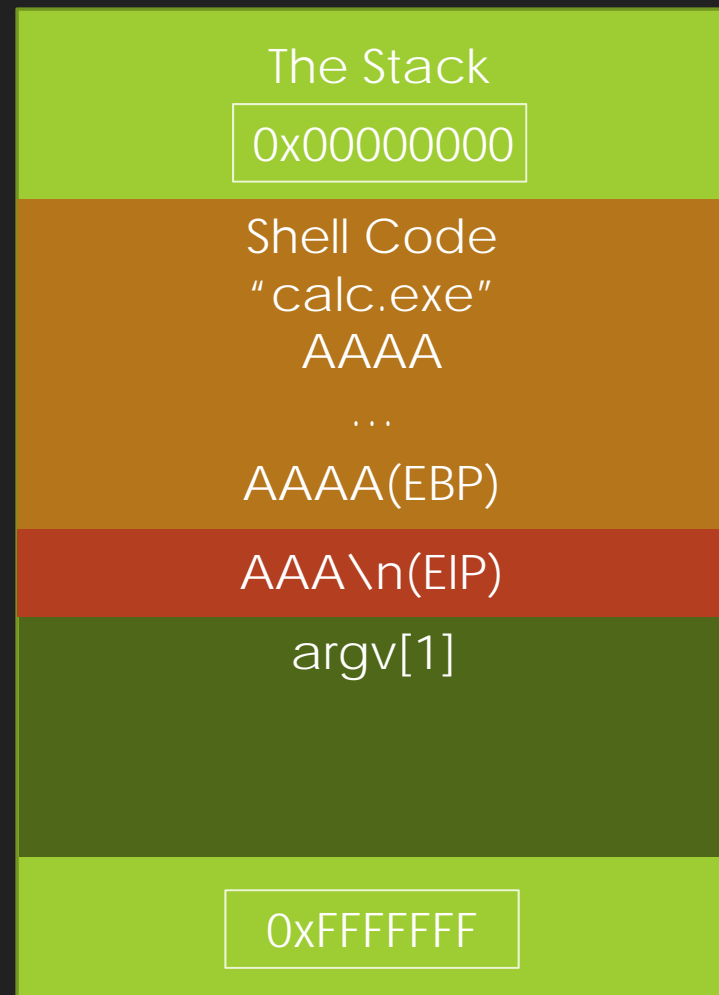 The Stack
0x00000000
Shell Code
“calc.exe”
AAAA
...
AAAA(EBP)
AAA\n(EIP)
argv[1]
0xFFFFFFF